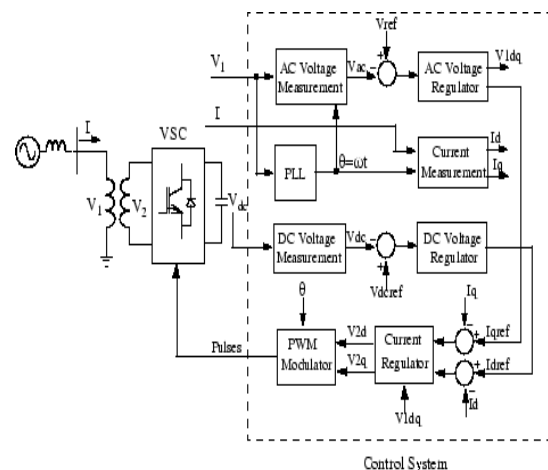 Vref
V1
AC Voltage
Measurement
Vac
−
+
AC Voltage
Regulator
V1dq
I
VSC
I
PLL
θ=ωt
Current
Measurement
Id
Iq
V1
V2
Vdc
DC Voltage
Measurement
Vdc
−
+
DC Voltage
Regulator
Vdcref
θ
Iq
−
+
Iqref
V2d
V2q
PWM
Modulator
Current
Regulator
+
Idref
−
Id
Pulses
V1dq
Control System